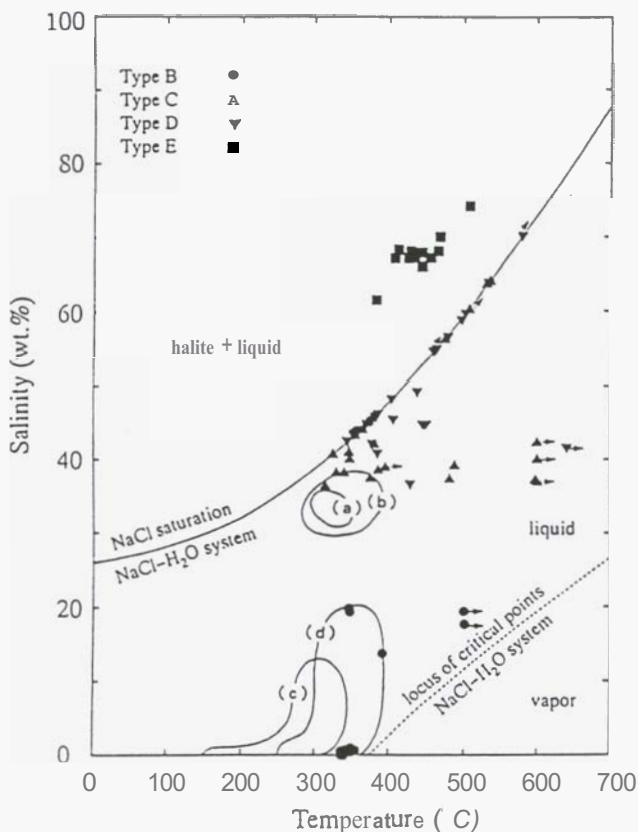 100
80
60
40
20
0
Salinity (wt.%)
Type B
Type C
Type D
Type E
halite + liquid
NaCl saturation
NaCl–H₂O system
(a)
(b)
(c)
(d)
liquid
locus of critical points
NaCl–H₂O system
vapor
0 100 200 300 400 500 600 700
Temperature ( C)